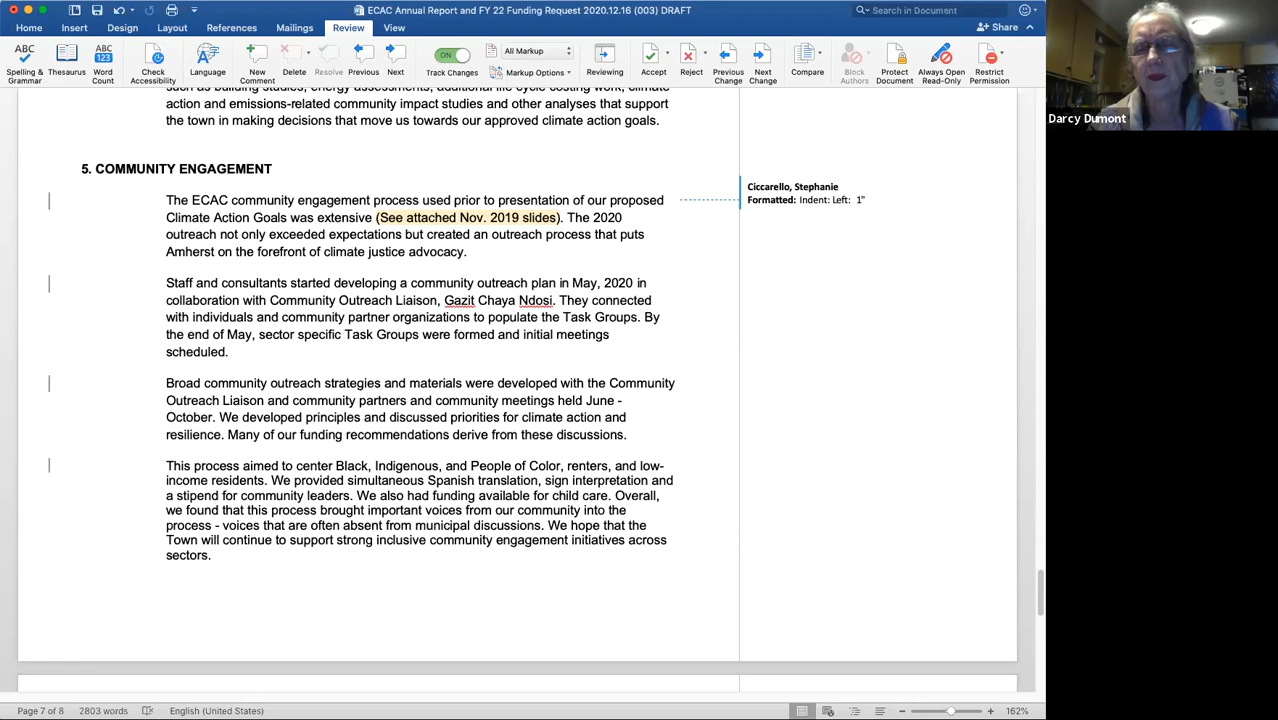 ECAC Annual Report and FY 22 Funding Request 2020.12.16 (003) DRAFT
Search in Document
Home Insert Design Layout References Mailings Review View
Share
ABC
ABC
123
ON
All Markup
Markup Options
Spelling & Grammar
Thesaurus
Word Count
Check Accessibility
Language
New Comment
Delete
Resolve
Previous
Next
Track Changes
Reviewing
Accept
Reject
Previous Change
Next Change
Compare
Block Authors
Protect Document
Always Open Read-Only
Restrict Permission
Darcy Dumont
such as building studies, energy assessments, additional life cycle costing work, climate
action and emissions-related community impact studies and other analyses that support
the town in making decisions that move us towards our approved climate action goals.
5. COMMUNITY ENGAGEMENT
The ECAC community engagement process used prior to presentation of our proposed
Climate Action Goals was extensive (See attached Nov. 2019 slides). The 2020
outreach not only exceeded expectations but created an outreach process that puts
Amherst on the forefront of climate justice advocacy.
Ciccarello, Stephanie
Formatted: Indent: Left: 1"
Staff and consultants started developing a community outreach plan in May, 2020 in
collaboration with Community Outreach Liaison, Gazit Chaya Ndosi. They connected
with individuals and community partner organizations to populate the Task Groups. By
the end of May, sector specific Task Groups were formed and initial meetings
scheduled.
Broad community outreach strategies and materials were developed with the Community
Outreach Liaison and community partners and community meetings held June -
October. We developed principles and discussed priorities for climate action and
resilience. Many of our funding recommendations derive from these discussions.
This process aimed to center Black, Indigenous, and People of Color, renters, and low-
income residents. We provided simultaneous Spanish translation, sign interpretation and
a stipend for community leaders. We also had funding available for child care. Overall,
we found that this process brought important voices from our community into the
process - voices that are often absent from municipal discussions. We hope that the
Town will continue to support strong inclusive community engagement initiatives across
sectors.
Page 7 of 8 2803 words English (United States) 162%